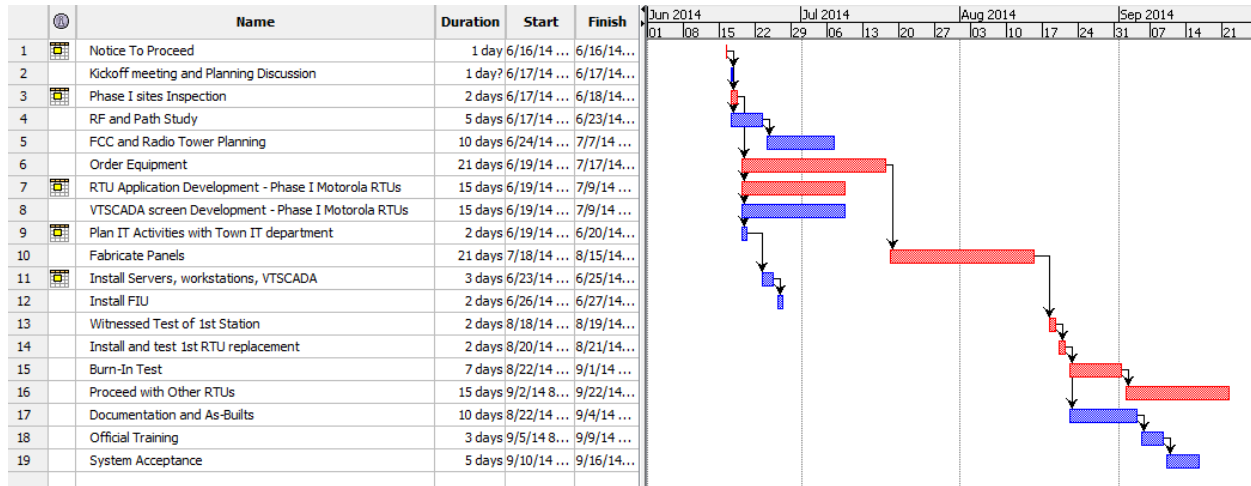 Name Duration Start Finish Jun 2014 Jul 2014 Aug 2014 Sep 2014
01 08 15 22 29 06 13 20 27 03 10 17 24 31 07 14 21
1 Notice To Proceed 1 day 6/16/14 ... 6/16/14...
2 Kickoff meeting and Planning Discussion 1 day? 6/17/14 ... 6/17/14...
3 Phase I sites Inspection 2 days 6/17/14 ... 6/18/14...
4 RF and Path Study 5 days 6/17/14 ... 6/23/14...
5 FCC and Radio Tower Planning 10 days 6/24/14 ... 7/7/14 ...
6 Order Equipment 21 days 6/19/14 ... 7/17/14...
7 RTU Application Development - Phase I Motorola RTUs 15 days 6/19/14 ... 7/9/14 ...
8 VTSCADA screen Development - Phase I Motorola RTUs 15 days 6/19/14 ... 7/9/14 ...
9 Plan IT Activities with Town IT department 2 days 6/19/14 ... 6/20/14...
10 Fabricate Panels 21 days 7/18/14 ... 8/15/14...
11 Install Servers, workstations, VTSCADA 3 days 6/23/14 ... 6/25/14...
12 Install FIU 2 days 6/26/14 ... 6/27/14...
13 Witnessed Test of 1st Station 2 days 8/18/14 ... 8/19/14...
14 Install and test 1st RTU replacement 2 days 8/20/14 ... 8/21/14...
15 Burn-In Test 7 days 8/22/14 ... 9/1/14 ...
16 Proceed with Other RTUs 15 days 9/2/14 8... 9/22/14...
17 Documentation and As-Builts 10 days 8/22/14 ... 9/4/14 ...
18 Official Training 3 days 9/5/14 8... 9/9/14 ...
19 System Acceptance 5 days 9/10/14 ... 9/16/14...